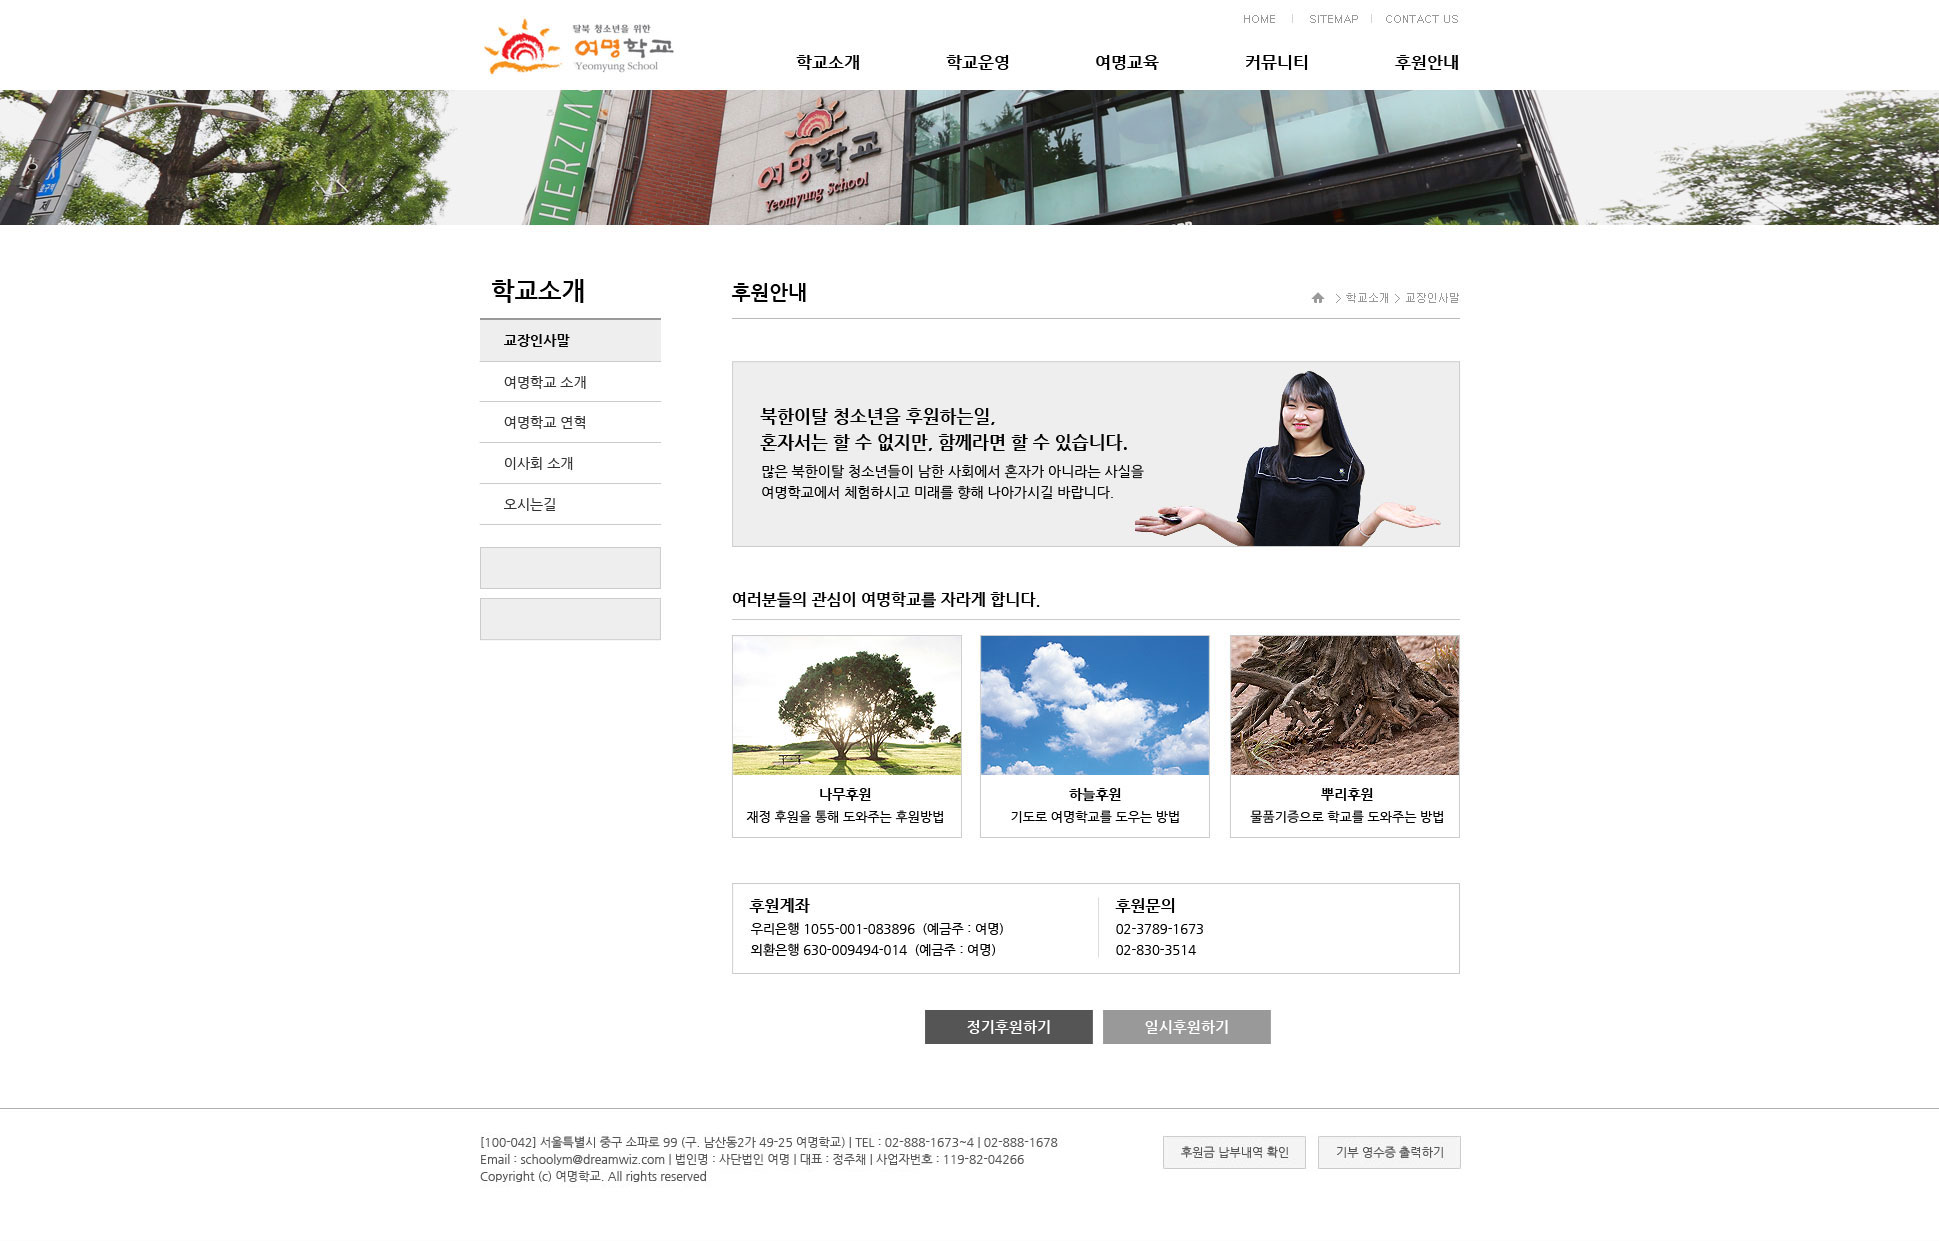 탈북 청소년을 위한
여명학교
Yeomyung School
HOME
SITEMAP
CONTACT US
학교소개
학교운영
여명교육
커뮤니티
후원안내
HERZIA
여명학교
Yeomyung School
학교소개
교장인사말
여명학교 소개
여명학교 연혁
이사회 소개
오시는길
후원안내
> 학교소개 > 교장인사말
북한이탈 청소년을 후원하는일,
혼자서는 할 수 없지만, 함께라면 할 수 있습니다.
많은 북한이탈 청소년들이 남한 사회에서 혼자가 아니라는 사실을
여명학교에서 체험하시고 미래를 향해 나아가시길 바랍니다.
여러분들의 관심이 여명학교를 자라게 합니다.
나무후원
재정 후원을 통해 도와주는 후원방법
하늘후원
기도로 여명학교를 도우는 방법
뿌리후원
물품기증으로 학교를 도와주는 방법
후원계좌
우리은행 1055-001-083896 (예금주 : 여명)
외환은행 630-009494-014 (예금주 : 여명)
후원문의
02-3789-1673
02-830-3514
정기후원하기
일시후원하기
[100-042] 서울특별시 중구 소파로 99 (구. 남산동2가 49-25 여명학교) | TEL : 02-888-1673~4 | 02-888-1678
Email : schoolym@dreamwiz.com | 법인명 : 사단법인 여명 | 대표 : 정주채 | 사업자번호 : 119-82-04266
Copyright (c) 여명학교. All rights reserved
후원금 납부내역 확인
기부 영수증 출력하기